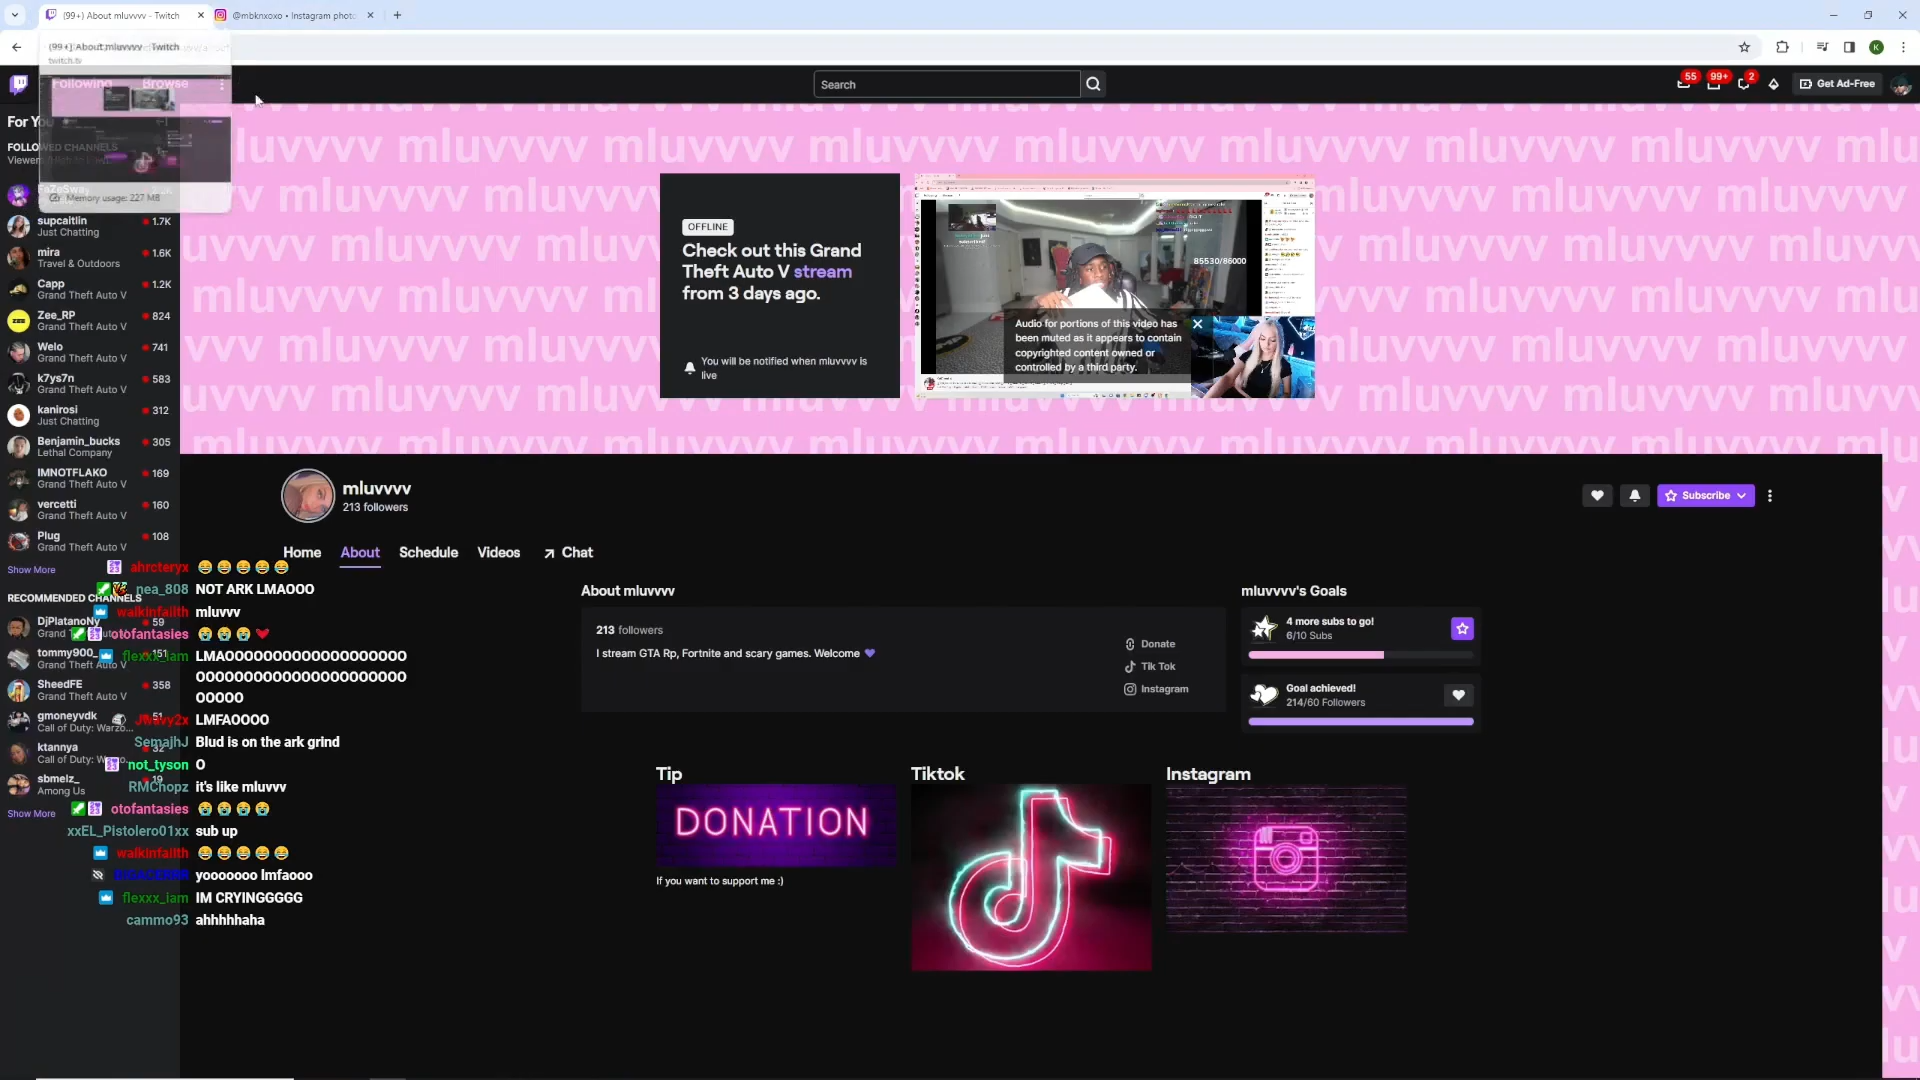 (99+) About mluvvvv - Twitch
@mbknxoxo • Instagram phot
(99+) About mluvvvv - Twitch
twitch.tv
Following
Browse
Memory usage: 227 MB
Search
55
99+
2
Get Ad-Free
K
For You
FOLLOWED CHANNELS
FaZeSway
supcaitlin
1.7K
Just Chatting
mira
1.6K
Travel & Outdoors
Capp
1.2K
Grand Theft Auto V
Zee_RP
824
Grand Theft Auto V
Welo
741
Grand Theft Auto V
k7ys7n
583
Grand Theft Auto V
kanirosi
312
Just Chatting
Benjamin_bucks
305
Lethal Company
IMNOTFLAKO
169
Grand Theft Auto V
vercetti
160
Grand Theft Auto V
Plug
108
Grand Theft Auto V
Show More
RECOMMENDED CHANNELS
DjPlatanoNy
59
tommy900_
151
Grand Theft Auto V
SheedFE
358
Grand Theft Auto V
gmoneyvdk
51
Call of Duty: Warzo...
ktannya
32
sbmelz_
19
Among Us
Show More
ahrcteryx 😂😂😂😂😂
nea_808 NOT ARK LMAOOO
walkinfailth mluvvv
otofantasies 😭😭😭❤️
flexxx_iam LMAOOOOOOOOOOOOOOOOOOO
OOOOOOOOOOOOOOOOOOOOOO
OOOOO
Jwavy2x LMFAOOOO
SemajhJ Blud is on the ark grind
not_tyson O
RMChopz it's like mluvvv
otofantasies 😭😭😭😭
xxEL_Pistolero01xx sub up
walkinfailth 😂😂😂😂😂
yooooooo lmfaooo
flexxx_iam IM CRYINGGGGG
cammo93 ahhhhhaha
mluvvvv mluvvvv mluvvvv mluvvvv mluvvvv mluvvvv mluvvvv
OFFLINE
Check out this Grand
Theft Auto V stream
from 3 days ago.
You will be notified when mluvvvv is
live
85530/86000
Audio for portions of this video has
been muted as it appears to contain
copyrighted content owned or
controlled by a third party.
mluvvvv
213 followers
Subscribe
Home
About
Schedule
Videos
Chat
About mluvvvv
213 followers
I stream GTA Rp, Fortnite and scary games. Welcome 💜
Donate
Tik Tok
Instagram
mluvvvv's Goals
4 more subs to go!
6/10 Subs
Goal achieved!
214/60 Followers
Tip
DONATION
If you want to support me :)
Tiktok
Instagram